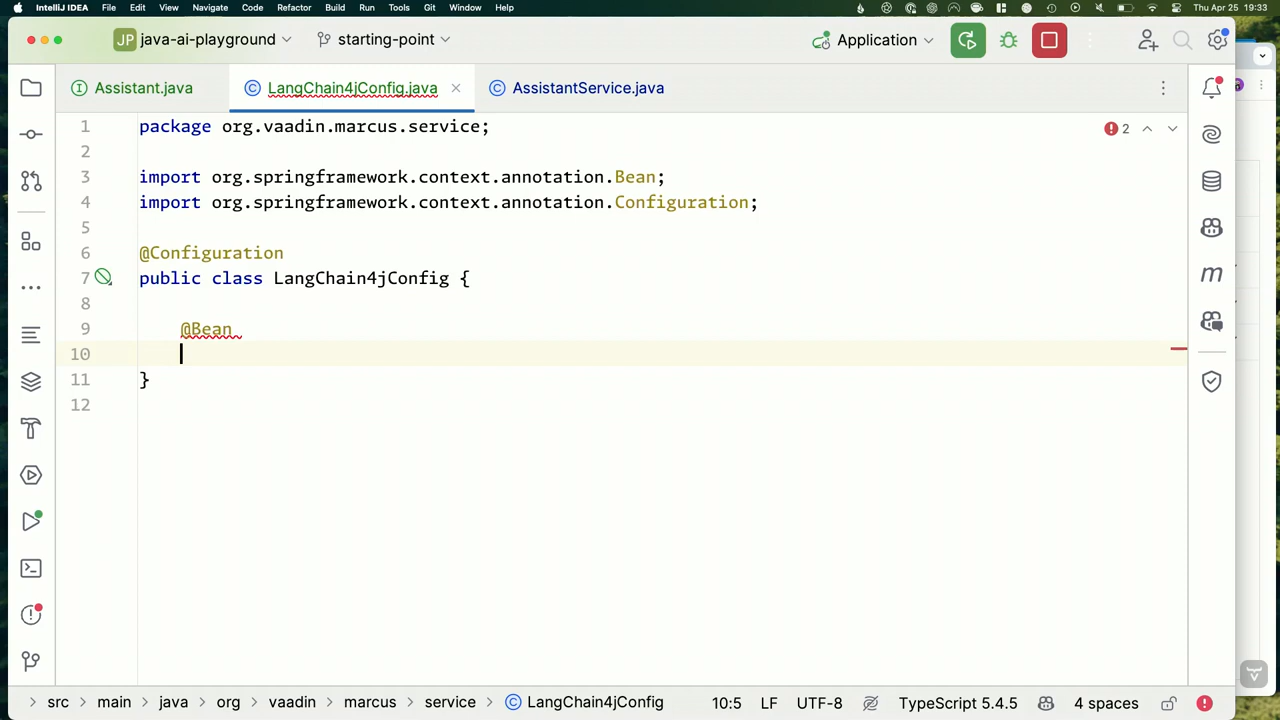 IntelliJ IDEA File Edit View Navigate Code Refactor Build Run Tools Git Window Help Thu Apr 25 19:33
JP java-ai-playground starting-point Application
Assistant.java LangChain4jConfig.java AssistantService.java
1 package org.vaadin.marcus.service; 2
2
3 import org.springframework.context.annotation.Bean;
4 import org.springframework.context.annotation.Configuration;
5
6 @Configuration
7 public class LangChain4jConfig {
8
9 @Bean
10
11 }
12
src main java org vaadin marcus service LangChain4jConfig 10:5 LF UTF-8 TypeScript 5.4.5 4 spaces